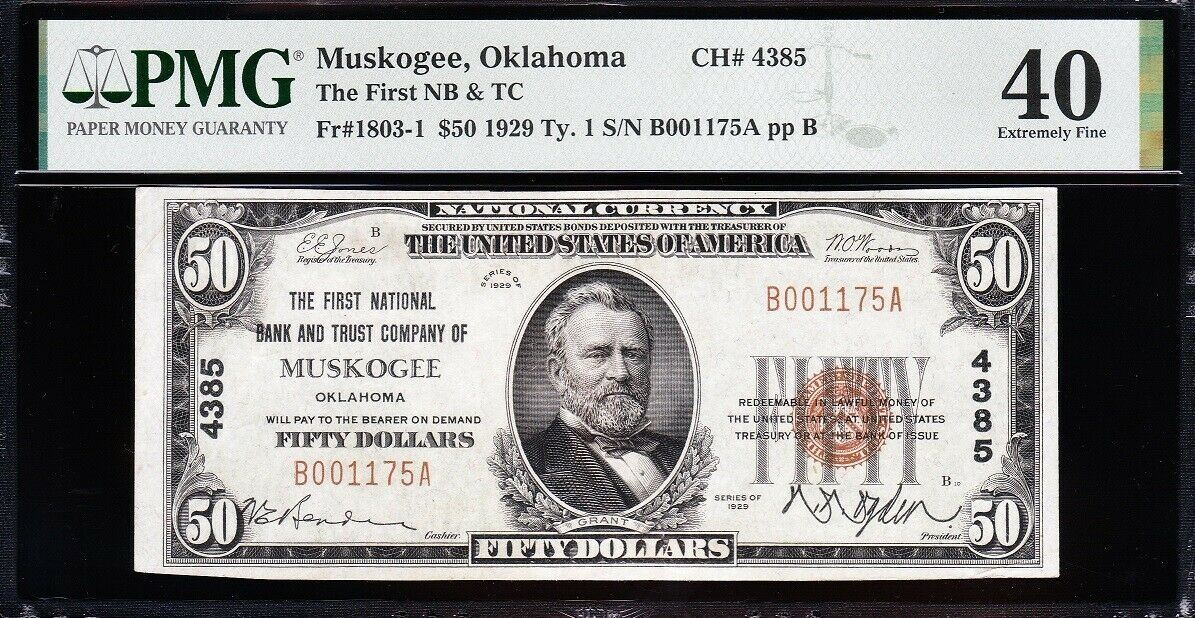 PMG®
PAPER MONEY GUARANTY
Muskogee, Oklahoma CH# 4385
The First NB & TC
Fr#1803-1 $50 1929 Ty. 1 S/N B001175A pp B
40
Extremely Fine
NATIONAL CURRENCY
SECURED BY UNITED STATES BONDS DEPOSITED WITH THE TREASURER OF
THE UNITED STATES OF AMERICA
50
B
E E Jones
Register of the Treasury.
W.O. Woods
Treasurer of the United States.
50
SERIES OF
1929
THE FIRST NATIONAL
BANK AND TRUST COMPANY OF
MUSKOGEE
OKLAHOMA
WILL PAY TO THE BEARER ON DEMAND
FIFTY DOLLARS
B001175A
4385
B001175A
4385
FIFTY
REDEEMABLE IN LAWFUL MONEY OF
THE UNITED STATES AT UNITED STATES
TREASURY OR AT THE BANK OF ISSUE
B
SERIES OF
1929
GRANT
50
Cashier.
President.
50
FIFTY DOLLARS